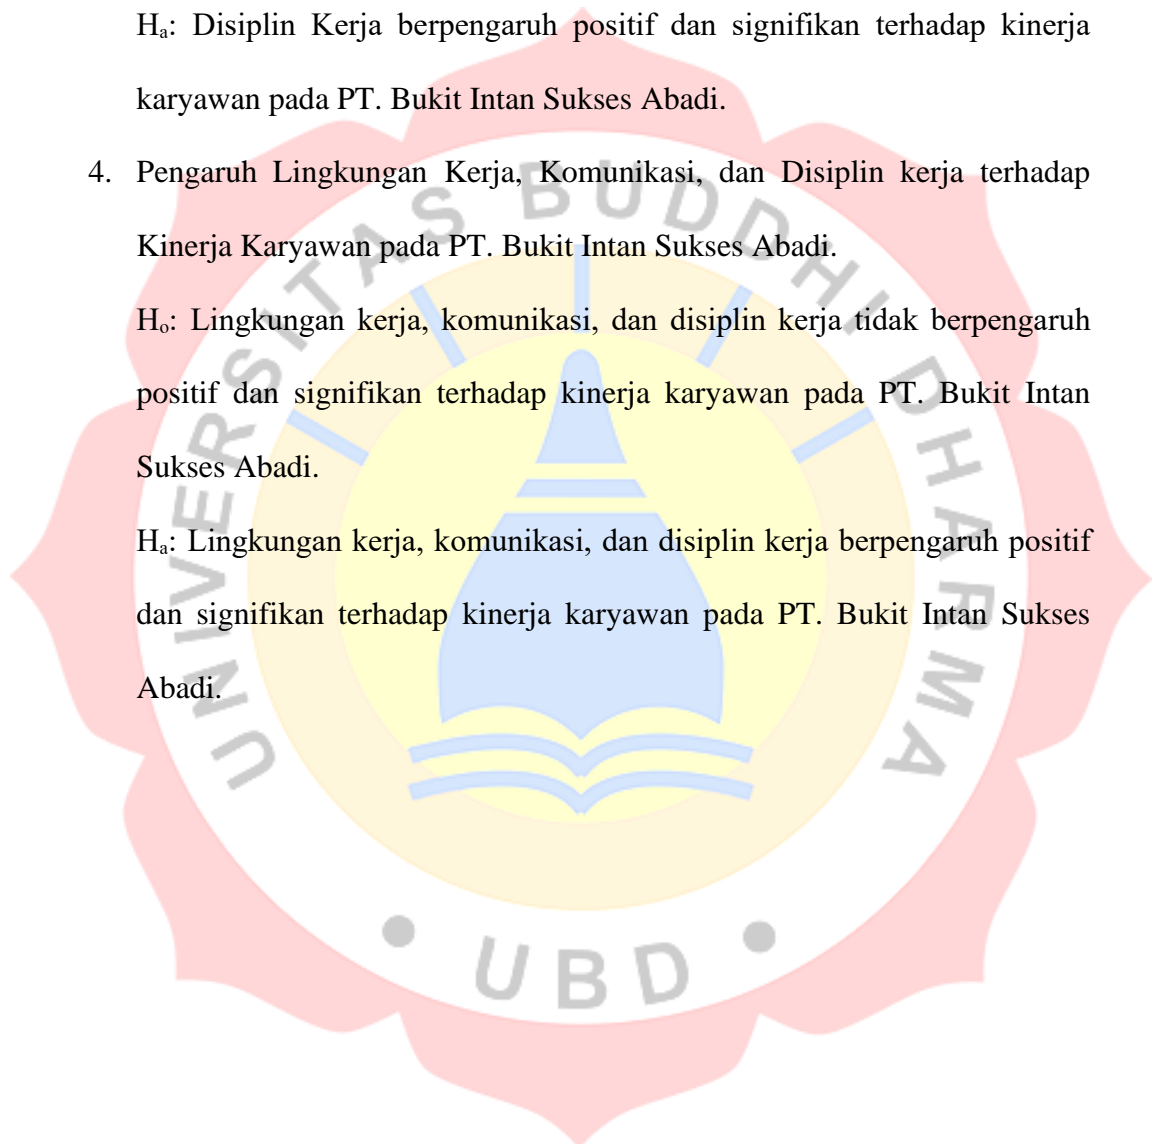 Hₐ: Disiplin Kerja berpengaruh positif dan signifikan terhadap kinerja
karyawan pada PT. Bukit Intan Sukses Abadi.
4. Pengaruh Lingkungan Kerja, Komunikasi, dan Disiplin kerja terhadap
Kinerja Karyawan pada PT. Bukit Intan Sukses Abadi.
Hₒ: Lingkungan kerja, komunikasi, dan disiplin kerja tidak berpengaruh
positif dan signifikan terhadap kinerja karyawan pada PT. Bukit Intan
Sukses Abadi.
Hₐ: Lingkungan kerja, komunikasi, dan disiplin kerja berpengaruh positif
dan signifikan terhadap kinerja karyawan pada PT. Bukit Intan Sukses
Abadi.
UNIVERSITAS BUDDHI DHARMA
• UBD •